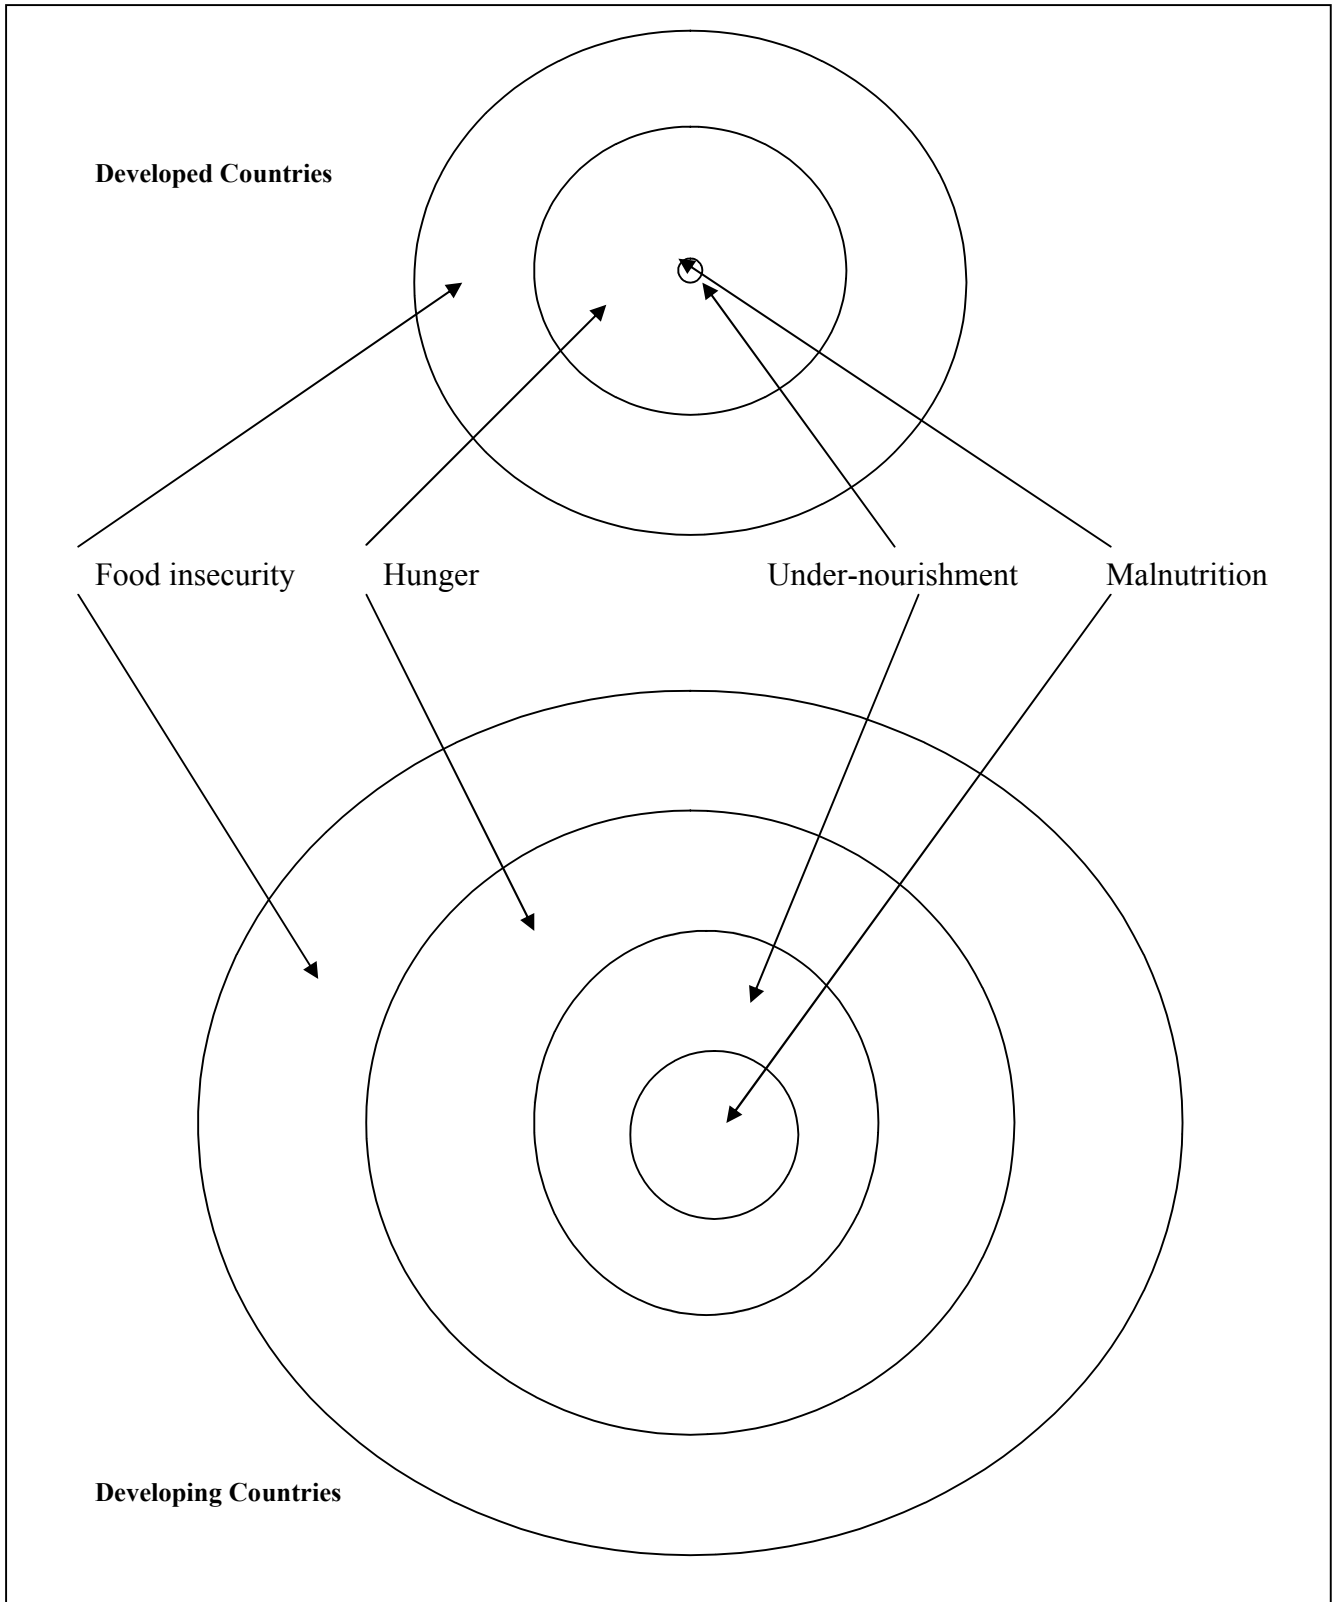 Developed Countries
Food insecurity Hunger Under-nourishment Malnutrition
Developing Countries